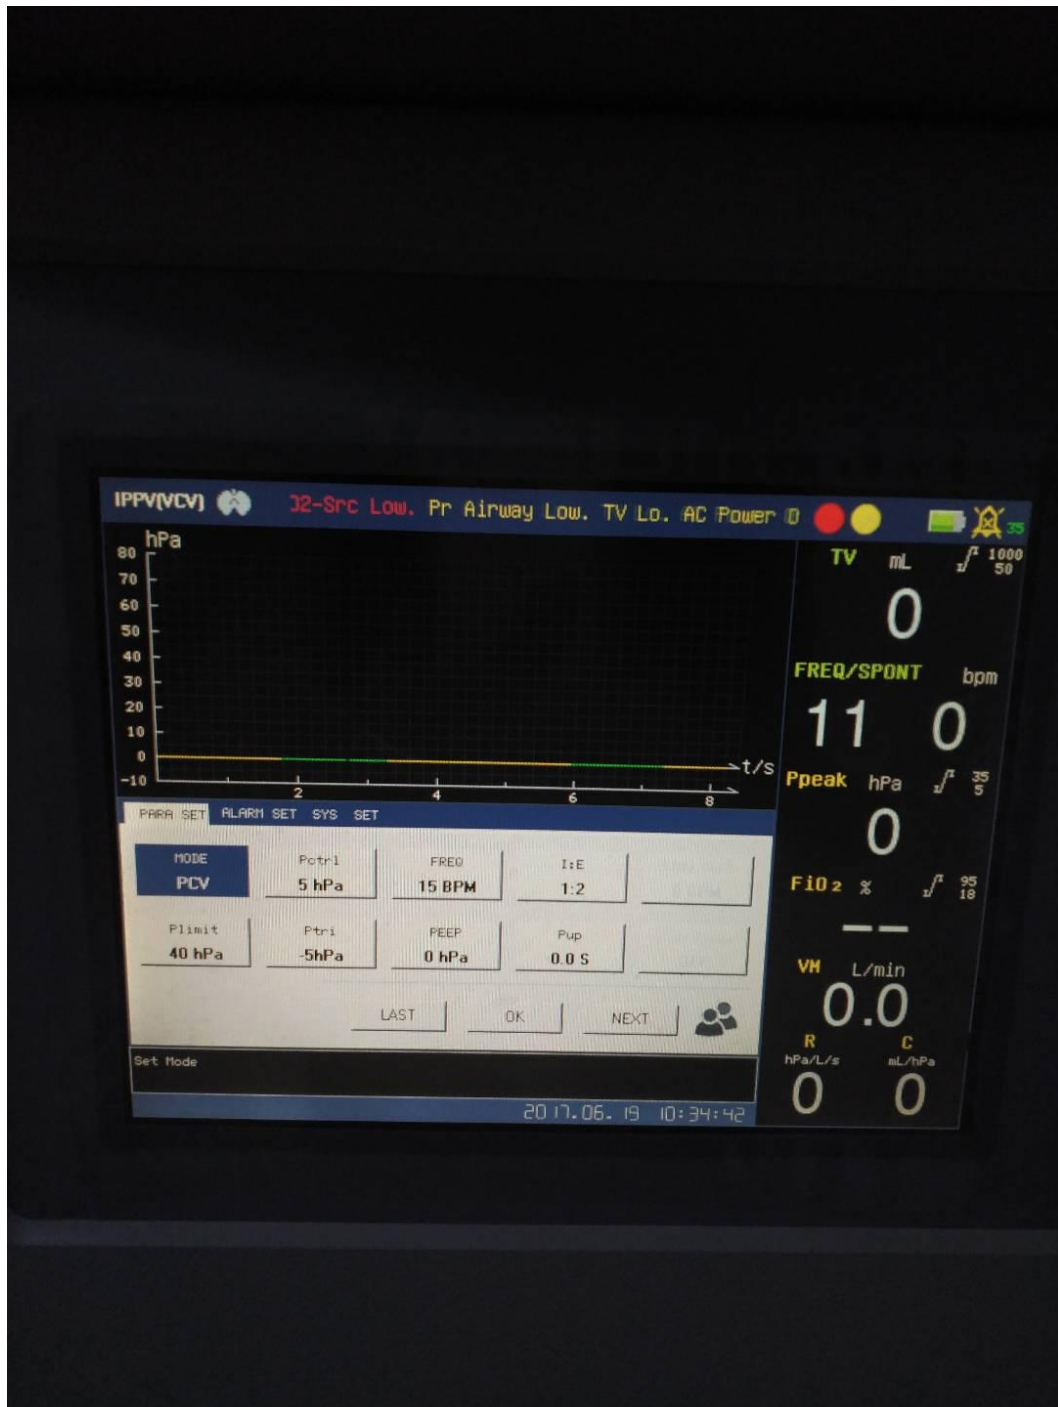 IPPV(VCV) O2-Src Low. Pr Airway Low. TV Lo. AC Power D 35
hPa
80
70
60
50
40
30
20
10
0
-10
2 4 6 8
t/s
TV mL 1000
50
0
FREQ/SPONT bpm
11 0
Ppeak hPa 35
5
0
FiO2 % 95
18
--
VM L/min
0.0
R C
hPa/L/s mL/hPa
0 0
PARA SET ALARM SET SYS SET
MODE Pctrl FREQ I:E
PCV 5 hPa 15 BPM 1:2
Plimit Ptri PEEP Pup
40 hPa -5hPa 0 hPa 0.0 S
LAST OK NEXT
Set Mode
2017.06.19 10:34:42